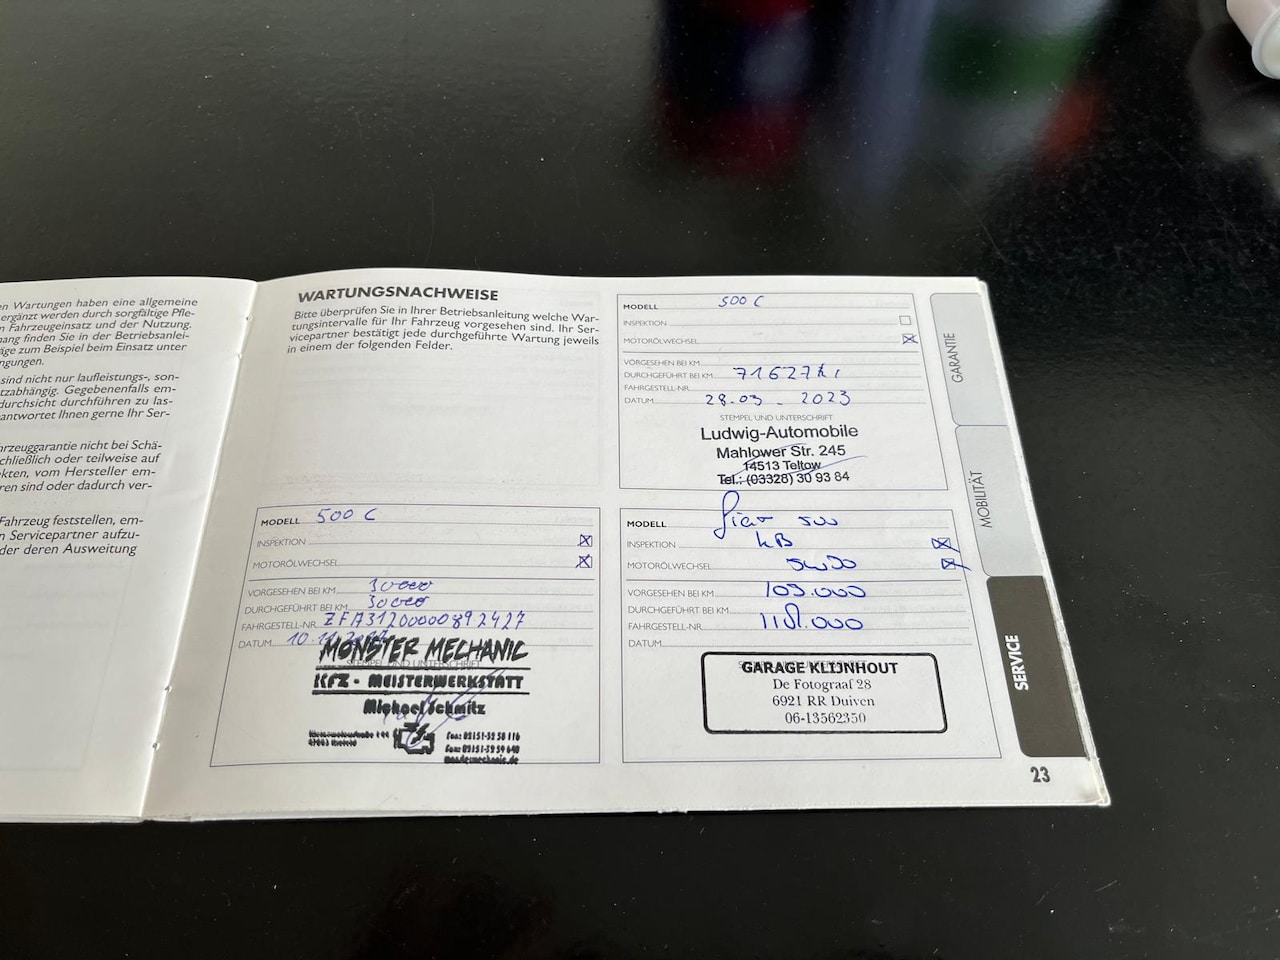 en Wartungen haben eine allgemeine
ergänzt werden durch sorgfältige Pfle-
n Fahrzeugeinsatz und der Nutzung.
hang finden Sie in der Betriebsanlei-
äge zum Beispiel beim Einsatz unter
ngungen.
sind nicht nur laufleistungs-, son-
tzabhängig. Gegebenenfalls em-
durchsicht durchführen zu las-
antwortet Ihnen gerne Ihr Ser-
hrzeuggarantie nicht bei Schä-
chließlich oder teilweise auf
kten, vom Hersteller em-
ren sind oder dadurch ver-
Fahrzeug feststellen, em-
n Servicepartner aufzu-
der deren Ausweitung
WARTUNGSNACHWEISE
Bitte überprüfen Sie in Ihrer Betriebsanleitung welche War-
tungsintervalle für Ihr Fahrzeug vorgesehen sind. Ihr Ser-
vicepartner bestätigt jede durchgeführte Wartung jeweils
in einem der folgenden Felder.
MODELL 500 C
INSPEKTION
MOTORÖLWECHSEL
VORGESEHEN BEI KM
DURCHGEFÜHRT BEI KM 71627
FAHRGESTELL-NR.
DATUM 28.03 - 2023
STEMPEL UND UNTERSCHRIFT
Ludwig-Automobile
Mahlower Str. 245
14513 Teltow
Tel.: (03328) 30 93 84
MODELL 500 C
INSPEKTION
MOTORÖLWECHSEL
VORGESEHEN BEI KM 30000
DURCHGEFÜHRT BEI KM 30000
FAHRGESTELL-NR. ZFA31200000892427
DATUM
MONSTER MECHANIC
STEMPEL UND UNTERSCHRIFT
KFZ - MEISTERWERKSTATT
Michael Schmitz
MODELL Fiat 500
INSPEKTION
MOTORÖLWECHSEL 5W30
VORGESEHEN BEI KM
DURCHGEFÜHRT BEI KM
FAHRGESTELL-NR.
DATUM
GARAGE KLIJNHOUT
De Fotograaf 28
6921 RR Duiven
06-13562350
GARANTIE
MOBILITÄT
SERVICE
23